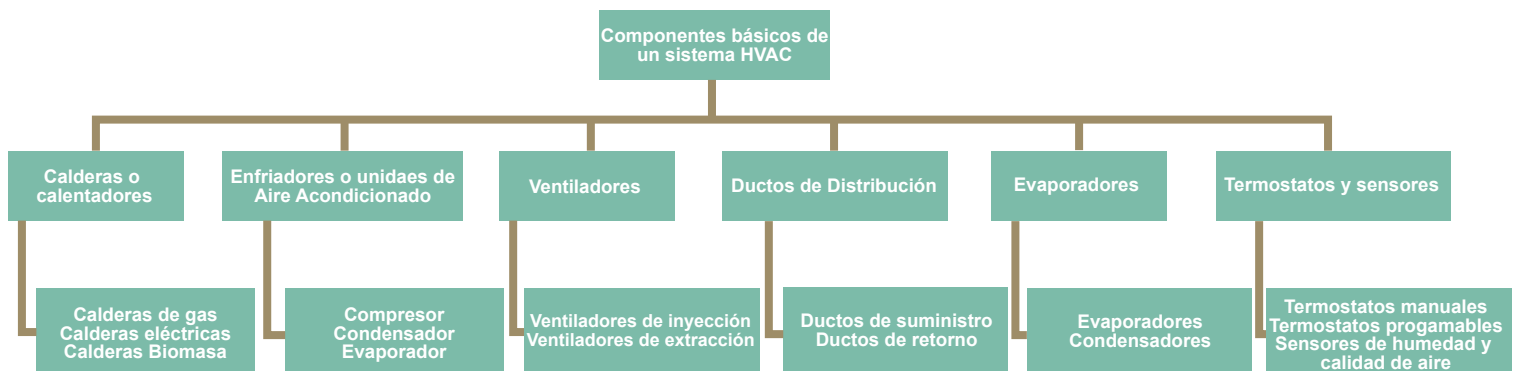 Componentes básicos de
un sistema HVAC
Calderas o
calentadores
Enfriadores o unidaes de
Aire Acondicionado
Ventiladores
Ductos de Distribución
Evaporadores
Termostatos y sensores
Calderas de gas
Calderas eléctricas
Calderas Biomasa
Compresor
Condensador
Evaporador
Ventiladores de inyección
Ventiladores de extracción
Ductos de suministro
Ductos de retorno
Evaporadores
Condensadores
Termostatos manuales
Termostatos progamables
Sensores de humedad y
calidad de aire